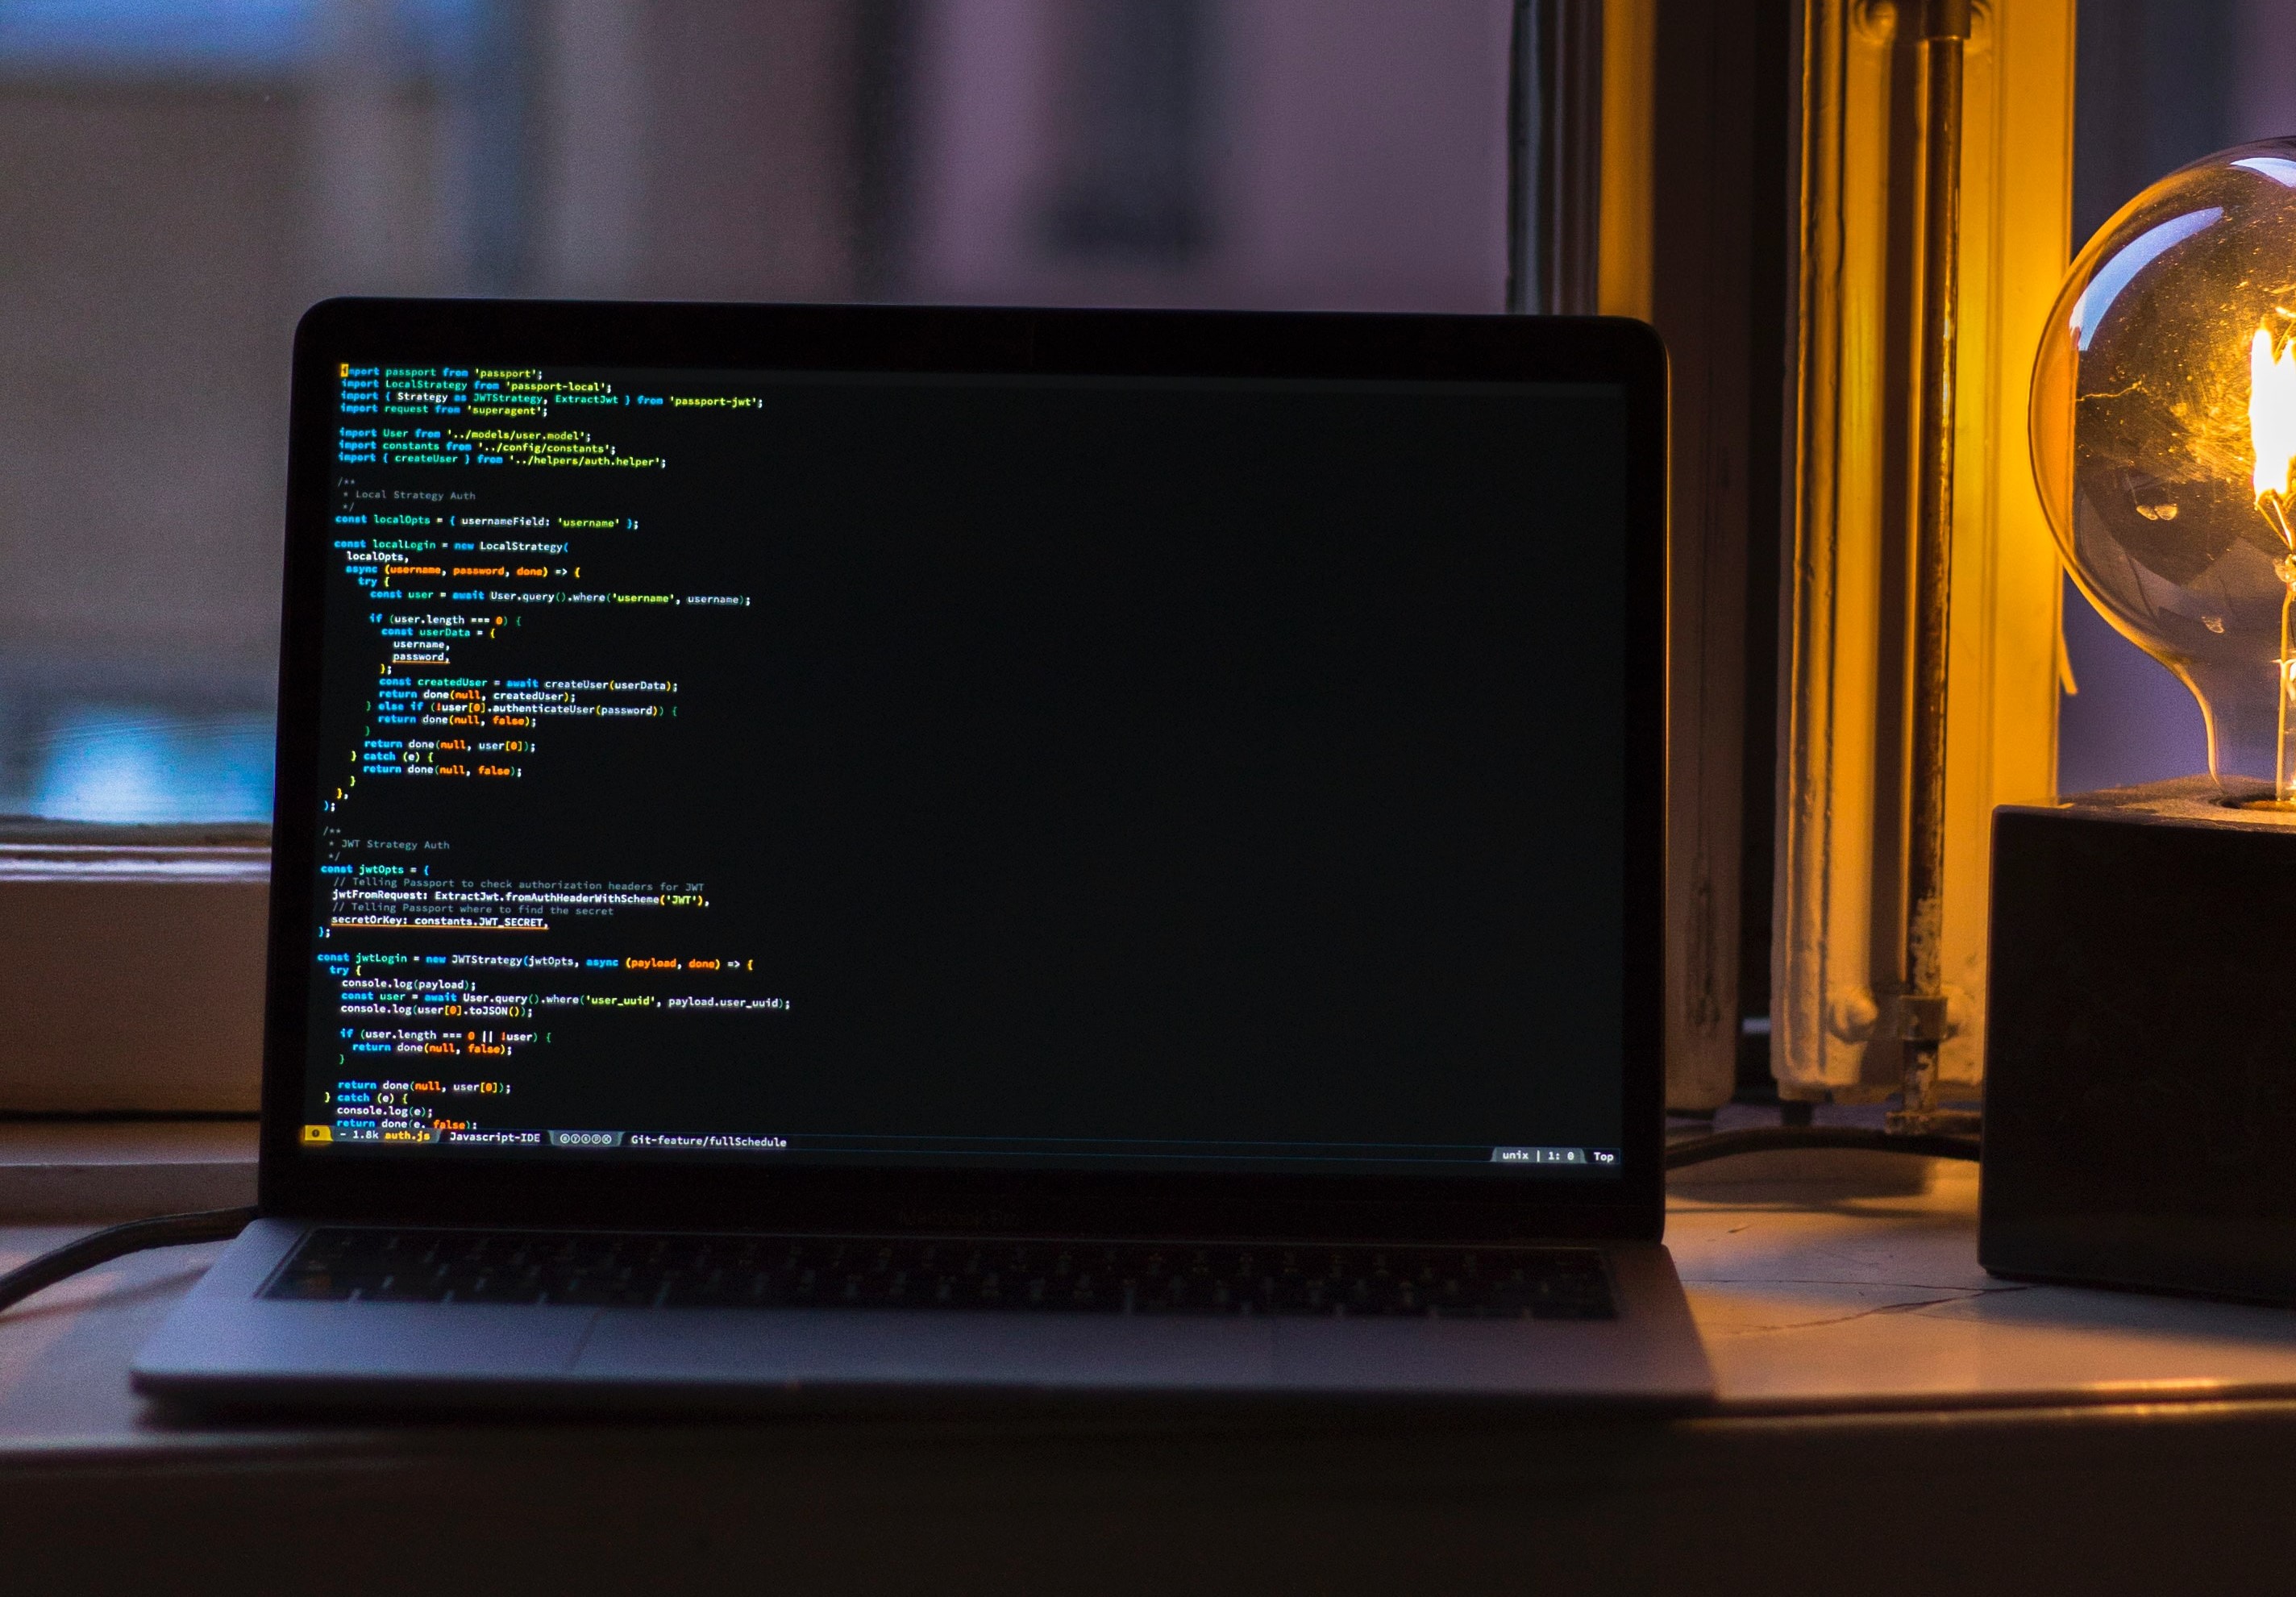 import passport from 'passport';
import LocalStrategy from 'passport-local';
import { Strategy as JWTStrategy, ExtractJwt } from 'passport-jwt';
import request from 'superagent';
import User from '../models/user.model';
import constants from '../config/constants';
import { createUser } from '../helpers/auth.helper';
/**
* Local Strategy Auth
*/
const localOpts = { usernameField: 'username' };
const localLogin = new LocalStrategy(
localOpts,
async (username, password, done) => {
try {
const user = await User.query().where('username', username);
if (user.length === 0) {
const userData = {
username,
password,
};
const createdUser = await createUser(userData);
return done(null, createdUser);
} else if (!user[0].authenticateUser(password)) {
return done(null, false);
}
return done(null, user[0]);
} catch (e) {
return done(null, false);
}
},
);
/**
* JWT Strategy Auth
*/
const jwtOpts = {
// Telling Passport to check authorization headers for JWT
jwtFromRequest: ExtractJwt.fromAuthHeaderWithScheme('JWT'),
// Telling Passport where to find the secret
secretOrKey: constants.JWT_SECRET,
};
const jwtLogin = new JWTStrategy(jwtOpts, async (payload, done) => {
try {
console.log(payload);
const user = await User.query().where('user_uuid', payload.user_uuid);
console.log(user[0].toJSON());
if (user.length === 0 || !user) {
return done(null, false);
}
return done(null, user[0]);
} catch (e) {
console.log(e);
return done(e, false);
- 1.8k auth.js Javascript-IDE Git-feature/fullSchedule
unix | 1: 0 Top